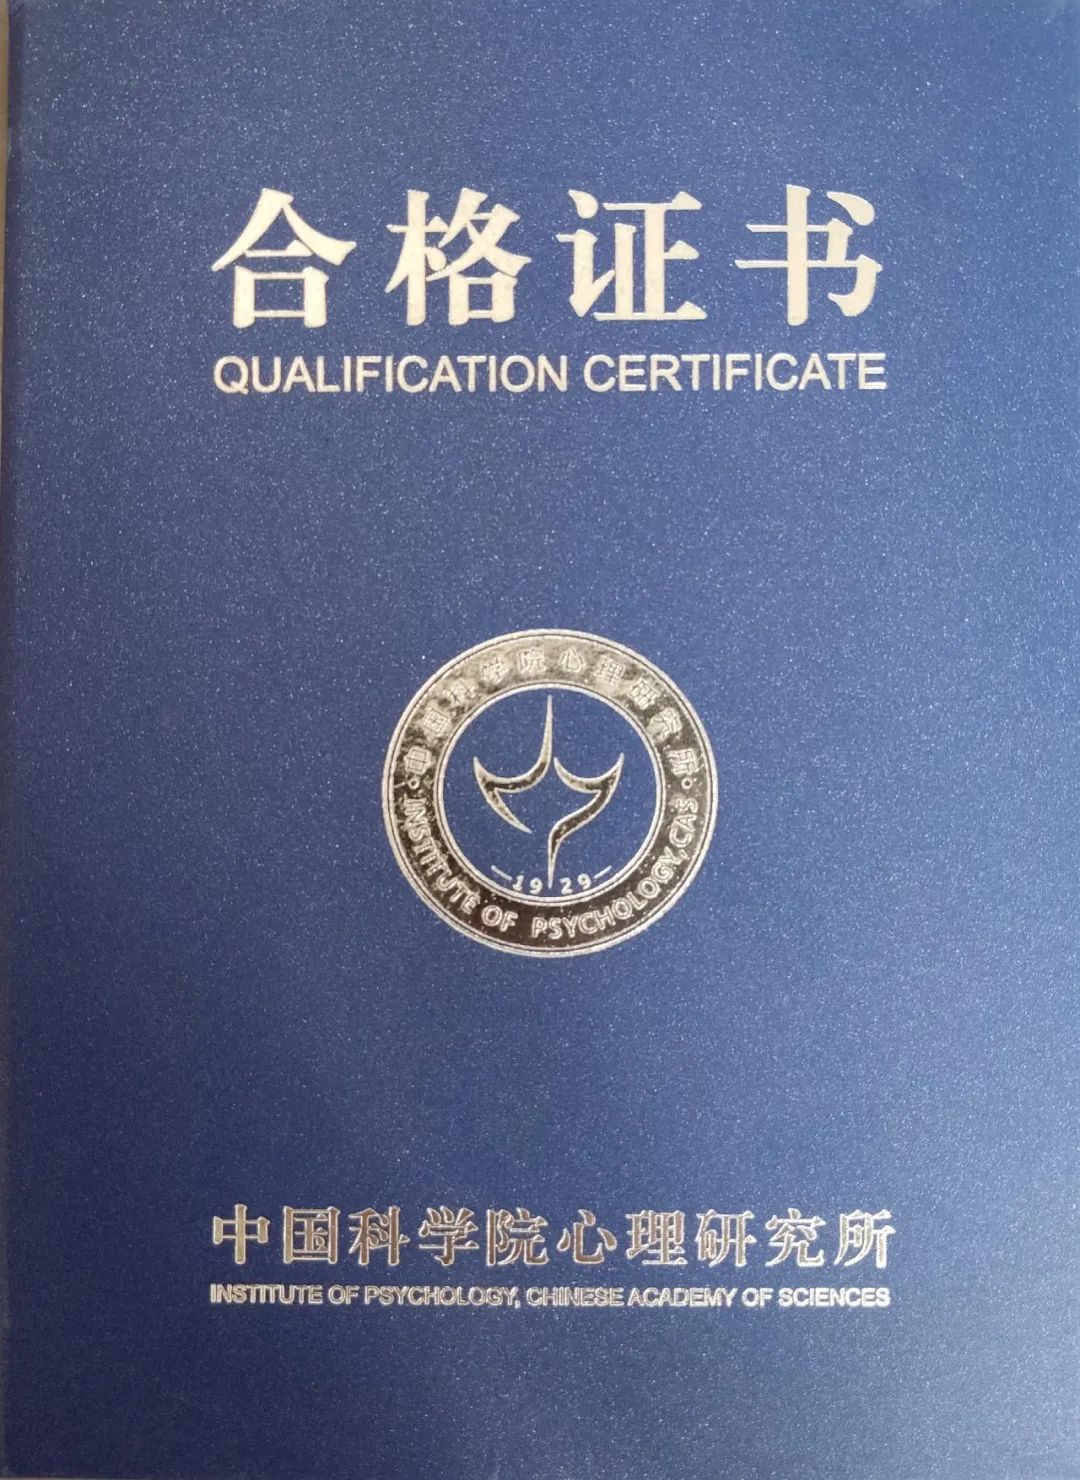 合格证书
QUALIFICATION CERTIFICATE
中国科学院心理研究所
INSTITUTE OF PSYCHOLOGY, CAS
1929
中国科学院心理研究所
INSTITUTE OF PSYCHOLOGY, CHINESE ACADEMY OF SCIENCES